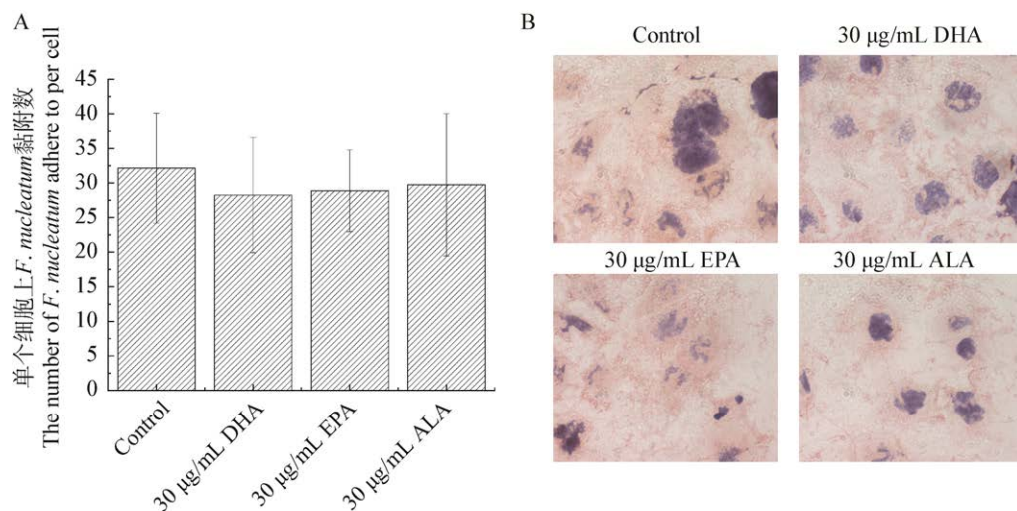 A
单个细胞上F. nucleatum黏附数
The number of F. nucleatum adhere to per cell
45
40
35
30
25
20
15
10
5
0
Control
30 μg/mL DHA
30 μg/mL EPA
30 μg/mL ALA
B
Control
30 μg/mL DHA
30 μg/mL EPA
30 μg/mL ALA